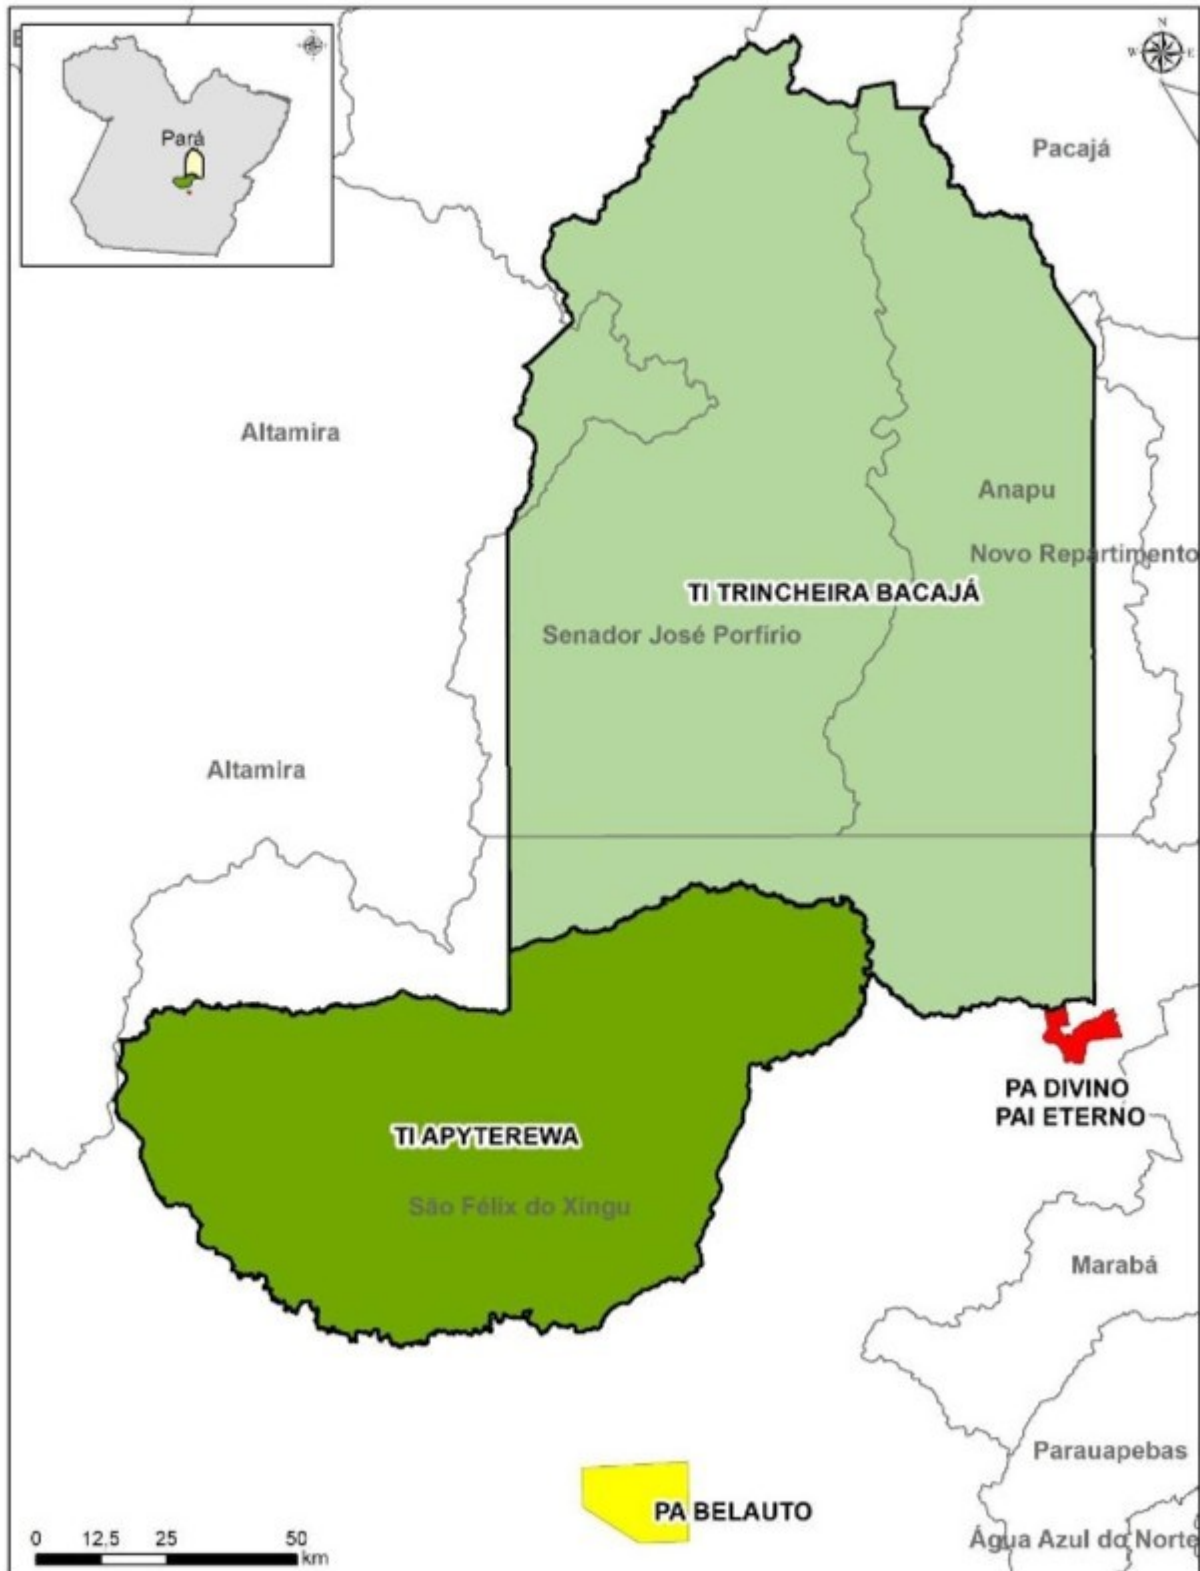 Pará
N
W
E
Pacajá
Altamira
Anapu
Novo Repartimento
TI TRINCHEIRA BACAJÁ
Senador José Porfírio
Altamira
PA DIVINO
PAI ETERNO
TI APYTEREWA
São Félix do Xingu
Marabá
Parauapebas
PA BELAUTO
Água Azul do Norte
0 12,5 25 50
km